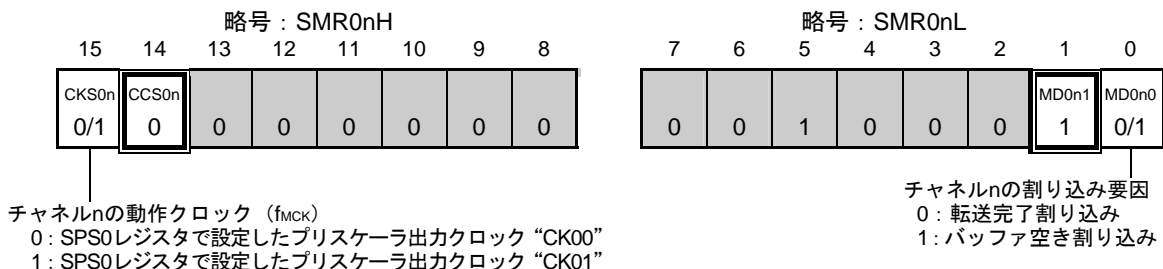 略号：SMR0nH
15 14 13 12 11 10 9 8
CKS0n CCS0n
0/1 0 0 0 0 0 0 0
チャネルnの動作クロック（fMCK）
0：SPS0レジスタで設定したプリスケーラ出力クロック“CK00”
1：SPS0レジスタで設定したプリスケーラ出力クロック“CK01”
略号：SMR0nL
7 6 5 4 3 2 1 0
MD0n1 MD0n0
0 0 1 0 0 0 1 0/1
チャネルnの割り込み要因
0：転送完了割り込み
1：バッファ空き割り込み